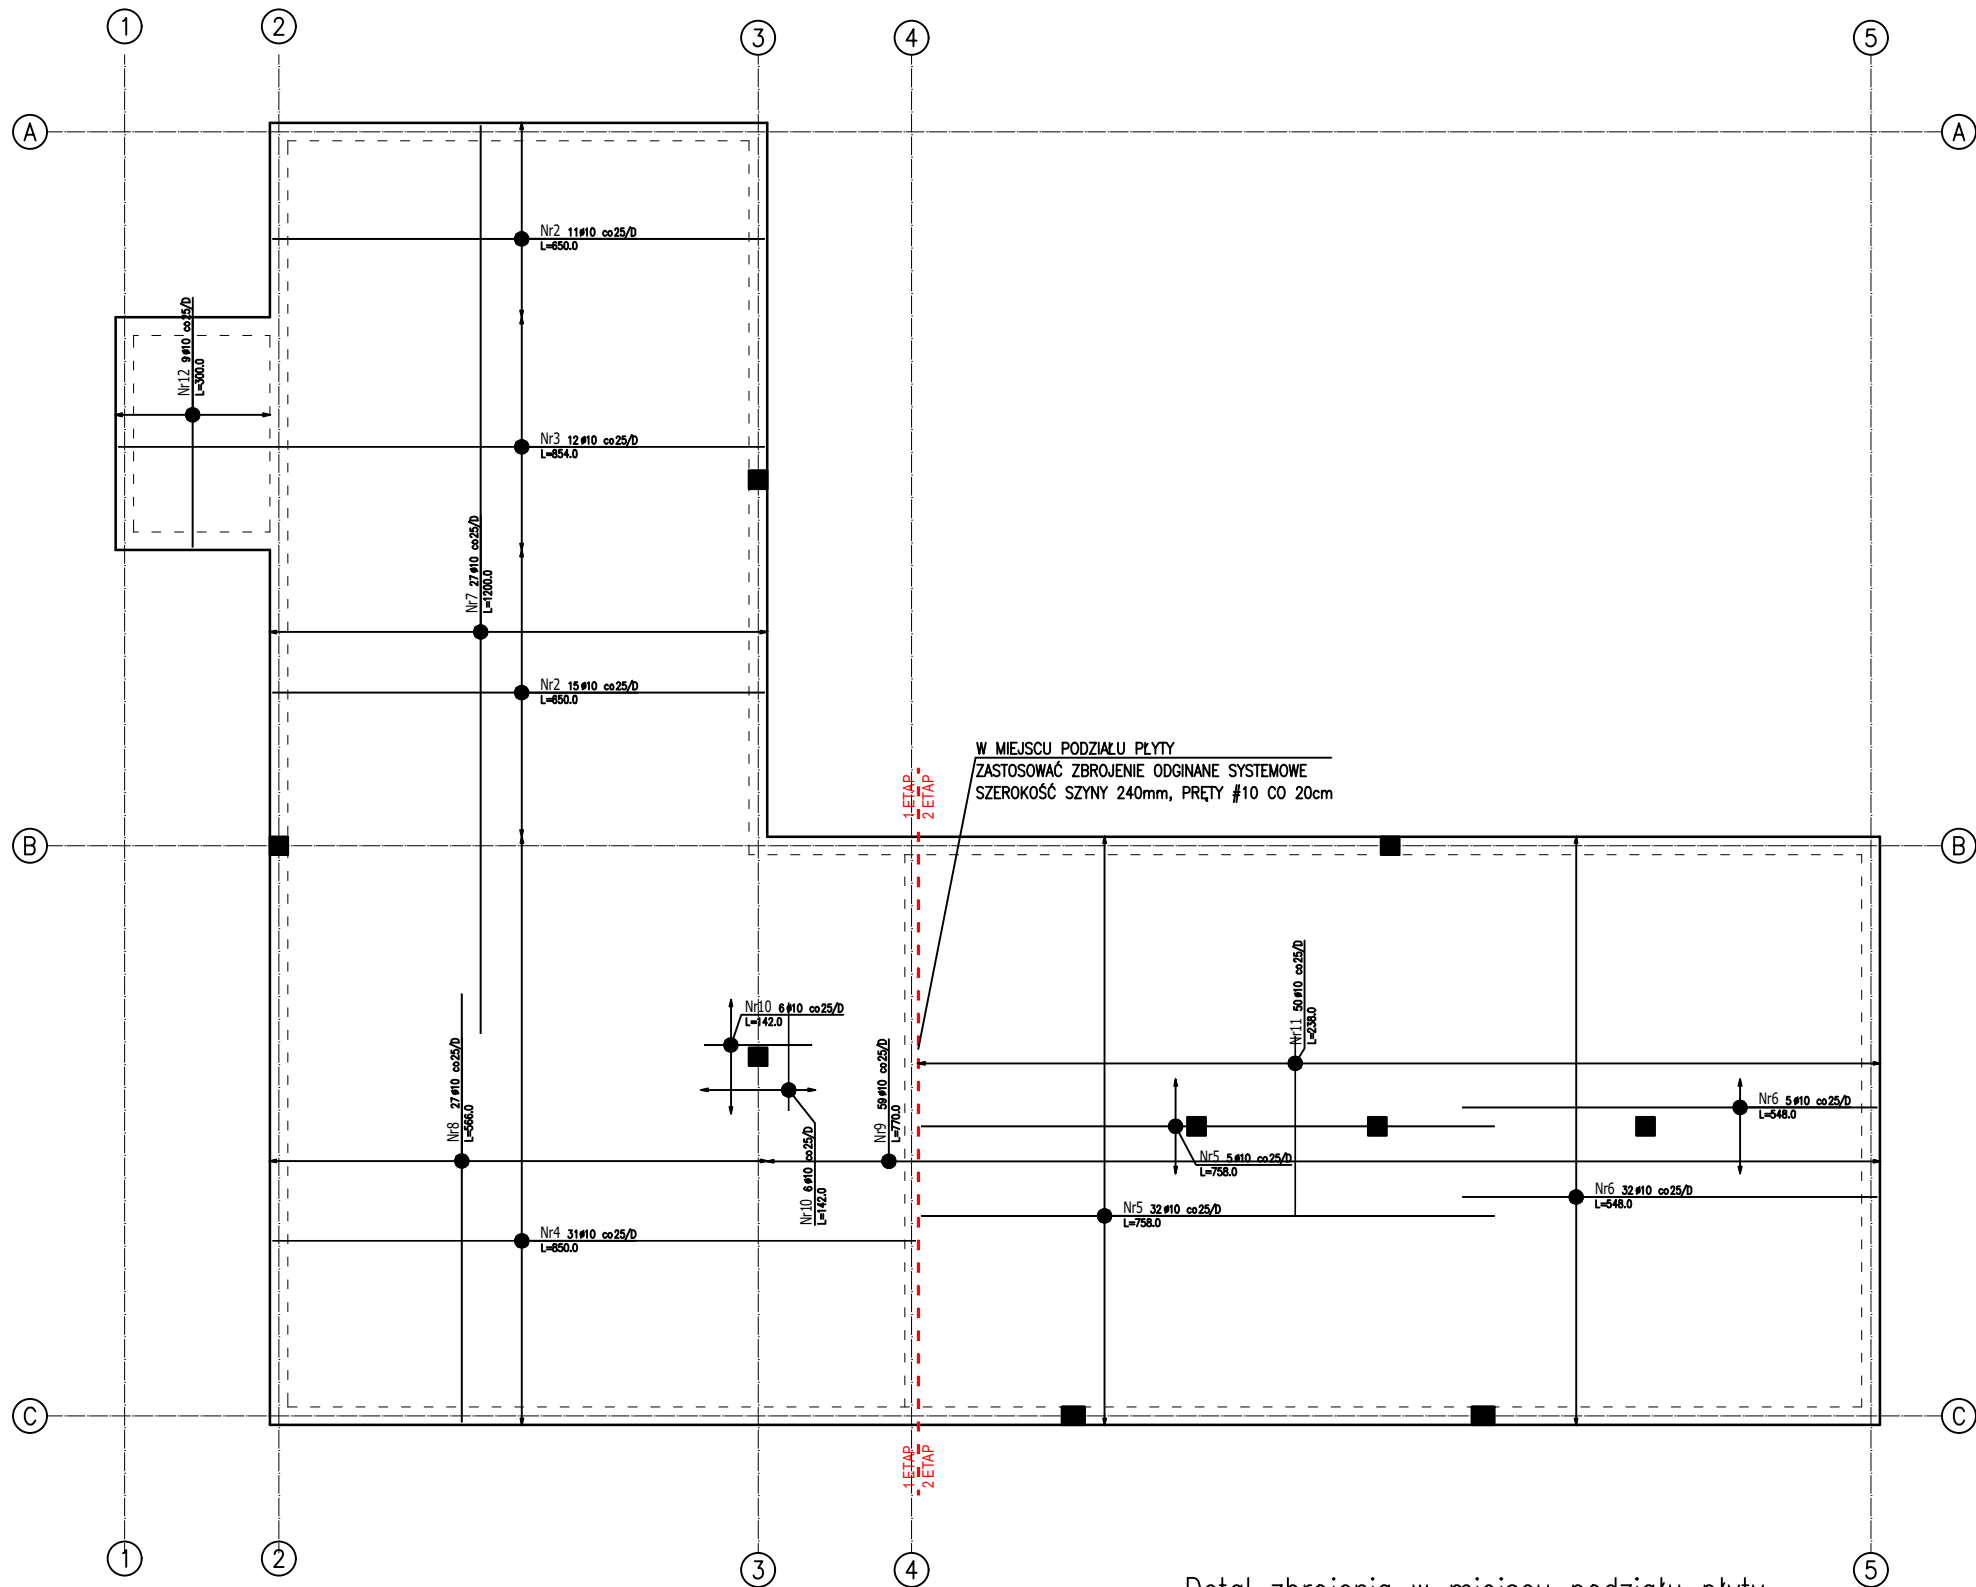 1
2
3
4
5
A
A
Nr2 11#10 co25/D
L=650.0
Nr12 9#10 co25/D
L=300.0
Nr3 12#10 co25/D
L=854.0
Nr7 27#10 co25/D
L=1200.0
Nr2 15#10 co25/D
L=650.0
W MIEJSCU PODZIAŁU PŁYTY
ZASTOSOWAĆ ZBROJENIE ODGINANE SYSTEMOWE
SZEROKOŚĆ SZYNY 240mm, PRĘTY #10 CO 20cm
1 ETAP
2 ETAP
B
B
Nr10 6#10 co25/D
L=142.0
Nr11 50#10 co25/D
L=238.0
Nr8 27#10 co25/D
L=566.0
Nr9 59#10 co25/D
L=770.0
Nr6 5#10 co25/D
L=548.0
Nr5 5#10 co25/D
L=758.0
Nr10 6#10 co25/D
L=142.0
Nr6 32#10 co25/D
L=548.0
Nr5 32#10 co25/D
L=758.0
Nr4 31#10 co25/D
L=850.0
C
C
1 ETAP
2 ETAP
1
2
3
4
5
Detal zbrojenia w miejscu podziału płyty